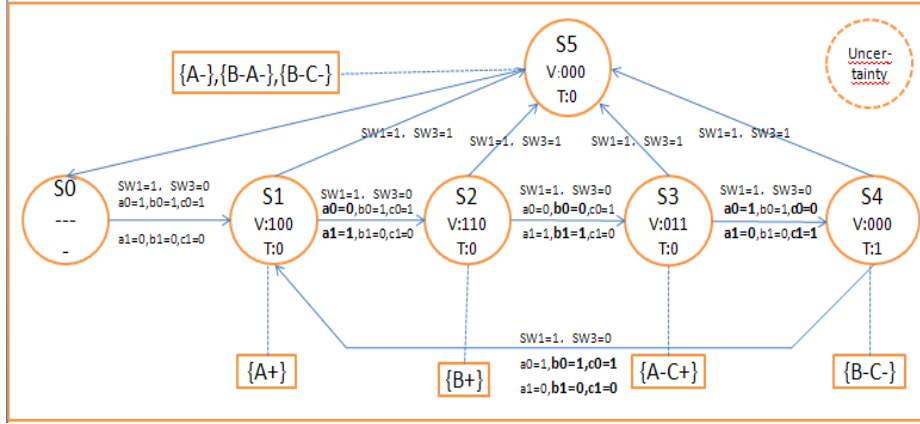 S5
V:000
T:0
Uncer-
tainty
{A-},{B-A-},{B-C-}
SW1=1, SW3=1
SW1=1, SW3=1
SW1=1, SW3=1
SW1=1, SW3=1
S0
---
-
SW1=1, SW3=0
a0=1,b0=1,c0=1
a1=0,b1=0,c1=0
S1
V:100
T:0
SW1=1, SW3=0
a0=0,b0=1,c0=1
a1=1,b1=0,c1=0
S2
V:110
T:0
SW1=1, SW3=0
a0=0,b0=0,c0=1
a1=1,b1=1,c1=0
S3
V:011
T:0
SW1=1, SW3=0
a0=1,b0=1,c0=0
a1=0,b1=0,c1=1
S4
V:000
T:1
SW1=1, SW3=0
a0=1,b0=1,c0=1
a1=0,b1=0,c1=0
{A+}
{B+}
{A-C+}
{B-C-}